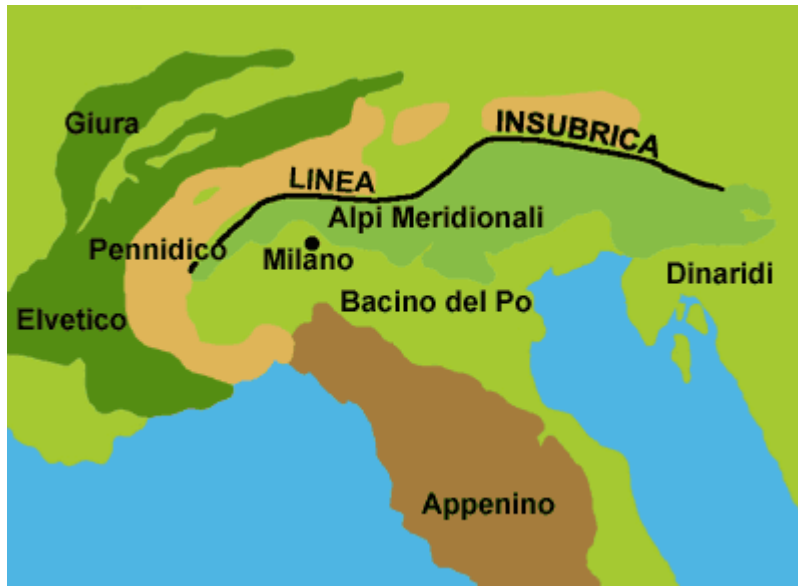 Giura
INSUBRICA
LINEA
Alpi Meridionali
Pennidico
Milano
Dinaridi
Bacino del Po
Elvetico
Appenino